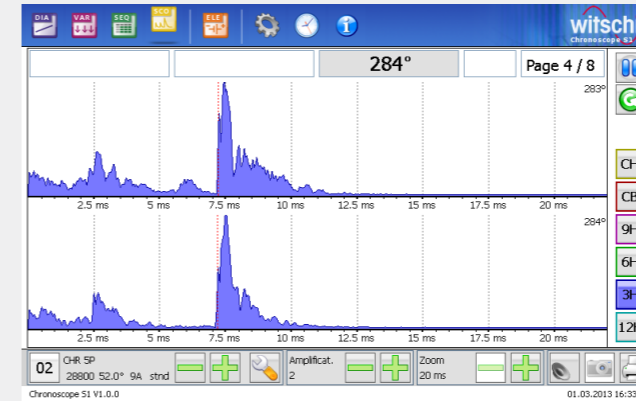 DIA VAR SEQ SCO ELE
witschi
Chronoscope S1
284° Page 4 / 8
283°
2.5 ms 5 ms 7.5 ms 10 ms 12.5 ms 15 ms 17.5 ms 20 ms
284°
2.5 ms 5 ms 7.5 ms 10 ms 12.5 ms 15 ms 17.5 ms 20 ms
CH
CB
9H
6H
3H
12H
02 CHR 5P Amplificat. Zoom
28800 52.0° 9A stnd 2 20 ms
Chronoscope S1 V1.0.0 01.03.2013 16:33